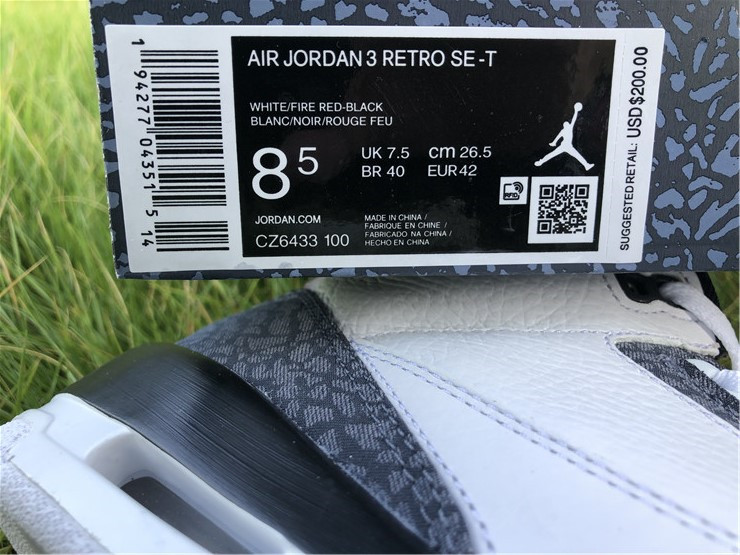 AIR JORDAN 3 RETRO SE -T
WHITE/FIRE RED-BLACK
BLANC/NOIR/ROUGE FEU
8 5
UK 7.5 cm 26.5
BR 40 EUR 42
RFID
JORDAN.COM
CZ6433 100
MADE IN CHINA /
FABRIQUE EN CHINE /
FABRICADO NA CHINA /
HECHO EN CHINA
1 94277 04351 5 14
SUGGESTED RETAIL: USD $200.00